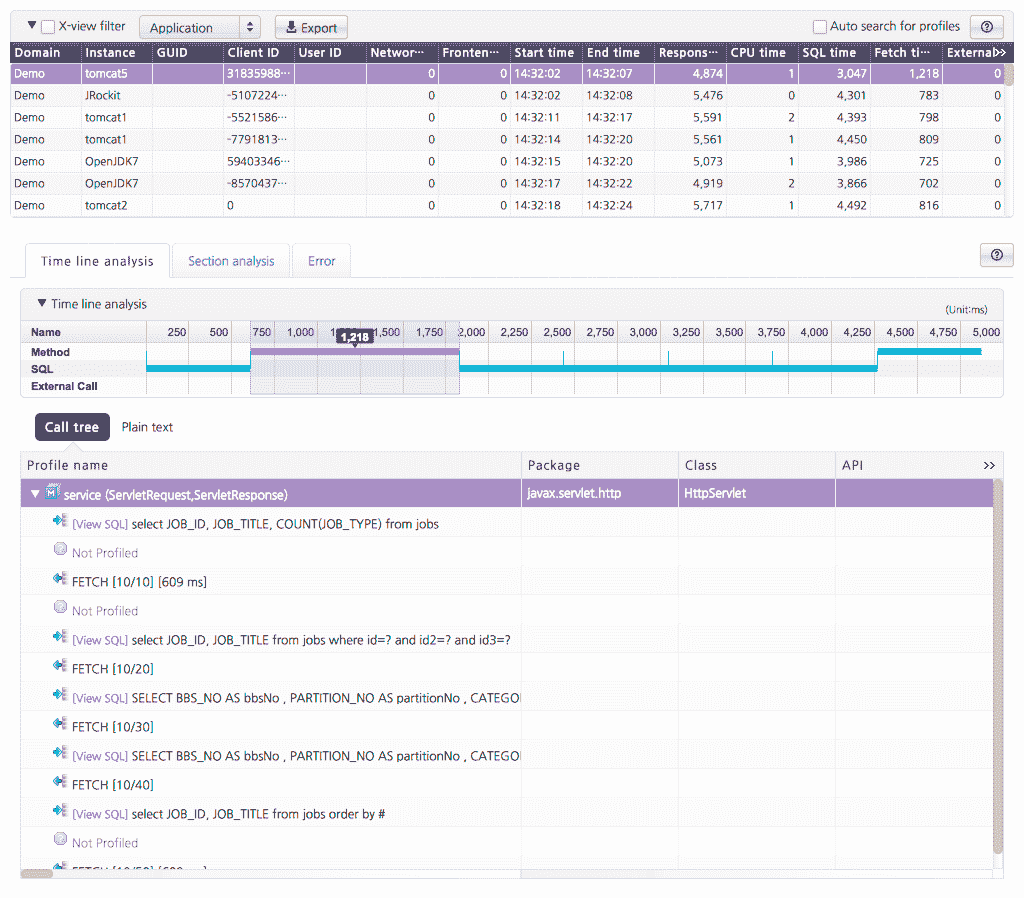 ▼ X-view filter Application Export Auto search for profiles ?
Domain Instance GUID Client ID User ID Networ··· Fronten··· Start time End time Respons··· CPU time SQL time Fetch ti··· External>>
Demo tomcat5 31835988··· 0 0 14:32:02 14:32:07 4,874 1 3,047 1,218 0
Demo JRockit -5107224··· 0 0 14:32:02 14:32:08 5,476 0 4,301 783 0
Demo tomcat1 -5521586··· 0 0 14:32:11 14:32:17 5,591 2 4,393 798 0
Demo tomcat1 -7791813··· 0 0 14:32:14 14:32:20 5,561 1 4,450 809 0
Demo OpenJDK7 59403346··· 0 0 14:32:15 14:32:20 5,073 1 3,986 725 0
Demo OpenJDK7 -8570437··· 0 0 14:32:17 14:32:22 4,919 2 3,866 702 0
Demo tomcat2 0 0 0 14:32:18 14:32:24 5,717 1 4,492 816 0
Time line analysis Section analysis Error ?
▼ Time line analysis
(Unit:ms)
Name 250 500 750 1,000 1,500 1,750 2,000 2,250 2,500 2,750 3,000 3,250 3,500 3,750 4,000 4,250 4,500 4,750 5,000
1,218
Method
SQL
External Call
Call tree Plain text
Profile name Package Class API >>
▼ service (ServletRequest,ServletResponse) javax.servlet.http HttpServlet
[View SQL] select JOB_ID, JOB_TITLE, COUNT(JOB_TYPE) from jobs
Not Profiled
FETCH [10/10] [609 ms]
Not Profiled
[View SQL] select JOB_ID, JOB_TITLE from jobs where id=? and id2=? and id3=?
FETCH [10/20]
[View SQL] SELECT BBS_NO AS bbsNo , PARTITION_NO AS partitionNo , CATEGO
FETCH [10/30]
[View SQL] SELECT BBS_NO AS bbsNo , PARTITION_NO AS partitionNo , CATEGO
FETCH [10/40]
[View SQL] select JOB_ID, JOB_TITLE from jobs order by #
Not Profiled